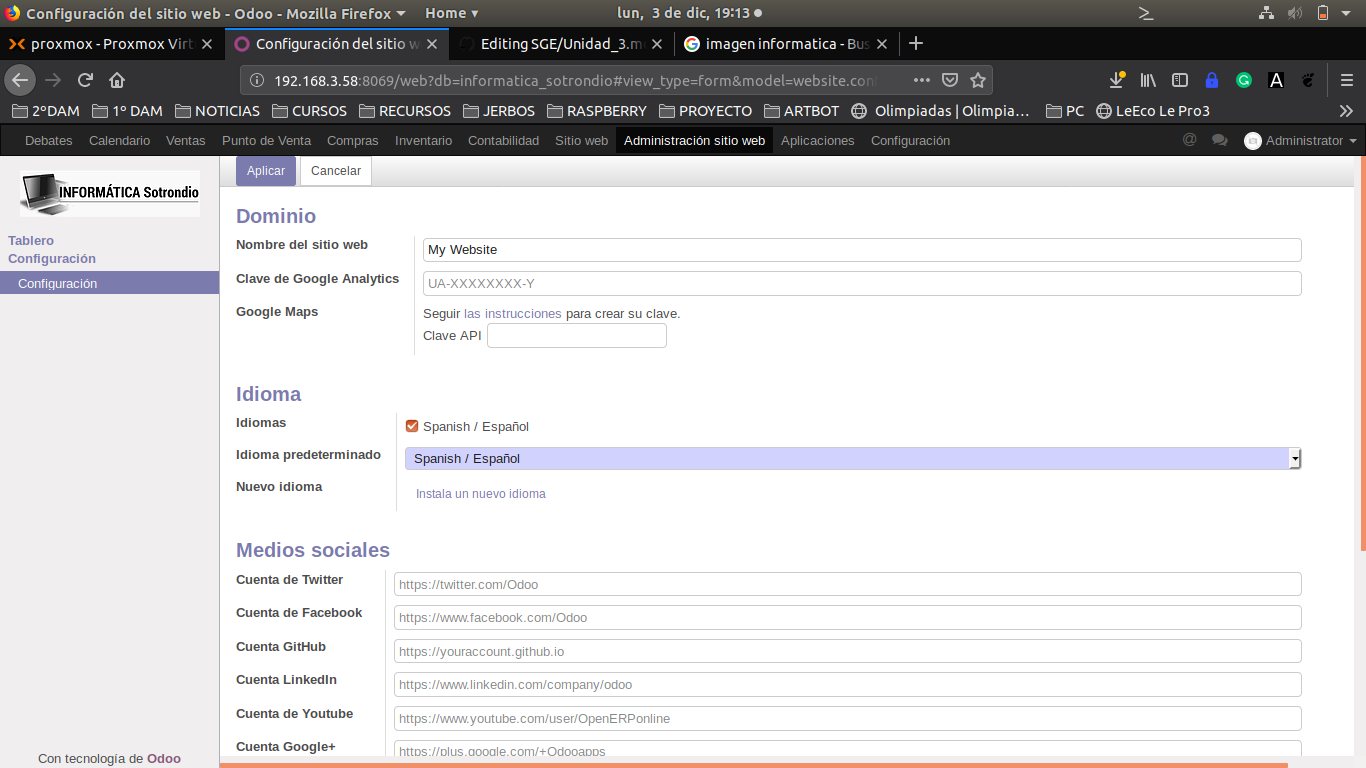 Configuración del sitio web - Odoo - Mozilla Firefox Home lun, 3 de dic, 19:13
proxmox - Proxmox Virt Configuración del sitio w Editing SGE/Unidad_3.m imagen informatica - Bus
192.168.3.58:8069/web?db=informatica_sotrondio#view_type=form&model=website.con
2ºDAM 1º DAM NOTICIAS CURSOS RECURSOS JERBOS RASPBERRY PROYECTO ARTBOT Olimpiadas | Olimpia… PC LeEco Le Pro3
Debates Calendario Ventas Punto de Venta Compras Inventario Contabilidad Sitio web Administración sitio web Aplicaciones Configuración @ Administrator
INFORMÁTICA Sotrondio
Tablero
Configuración
Configuración
Con tecnología de Odoo
Aplicar Cancelar
Dominio
Nombre del sitio web My Website
Clave de Google Analytics UA-XXXXXXXX-Y
Google Maps Seguir las instrucciones para crear su clave.
Clave API
Idioma
Idiomas Spanish / Español
Idioma predeterminado Spanish / Español
Nuevo idioma Instala un nuevo idioma
Medios sociales
Cuenta de Twitter https://twitter.com/Odoo
Cuenta de Facebook https://www.facebook.com/Odoo
Cuenta GitHub https://youraccount.github.io
Cuenta LinkedIn https://www.linkedin.com/company/odoo
Cuenta de Youtube https://www.youtube.com/user/OpenERPonline
Cuenta Google+ https://plus.google.com/+Odooapps